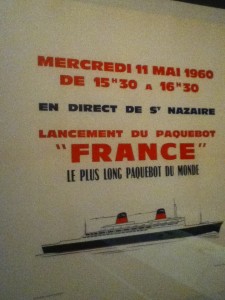 MERCREDI 11 MAI 1960
DE 15H30 A 16H30
EN DIRECT DE ST NAZAIRE
LANCEMENT DU PAQUEBOT
"FRANCE"
LE PLUS LONG PAQUEBOT DU MONDE